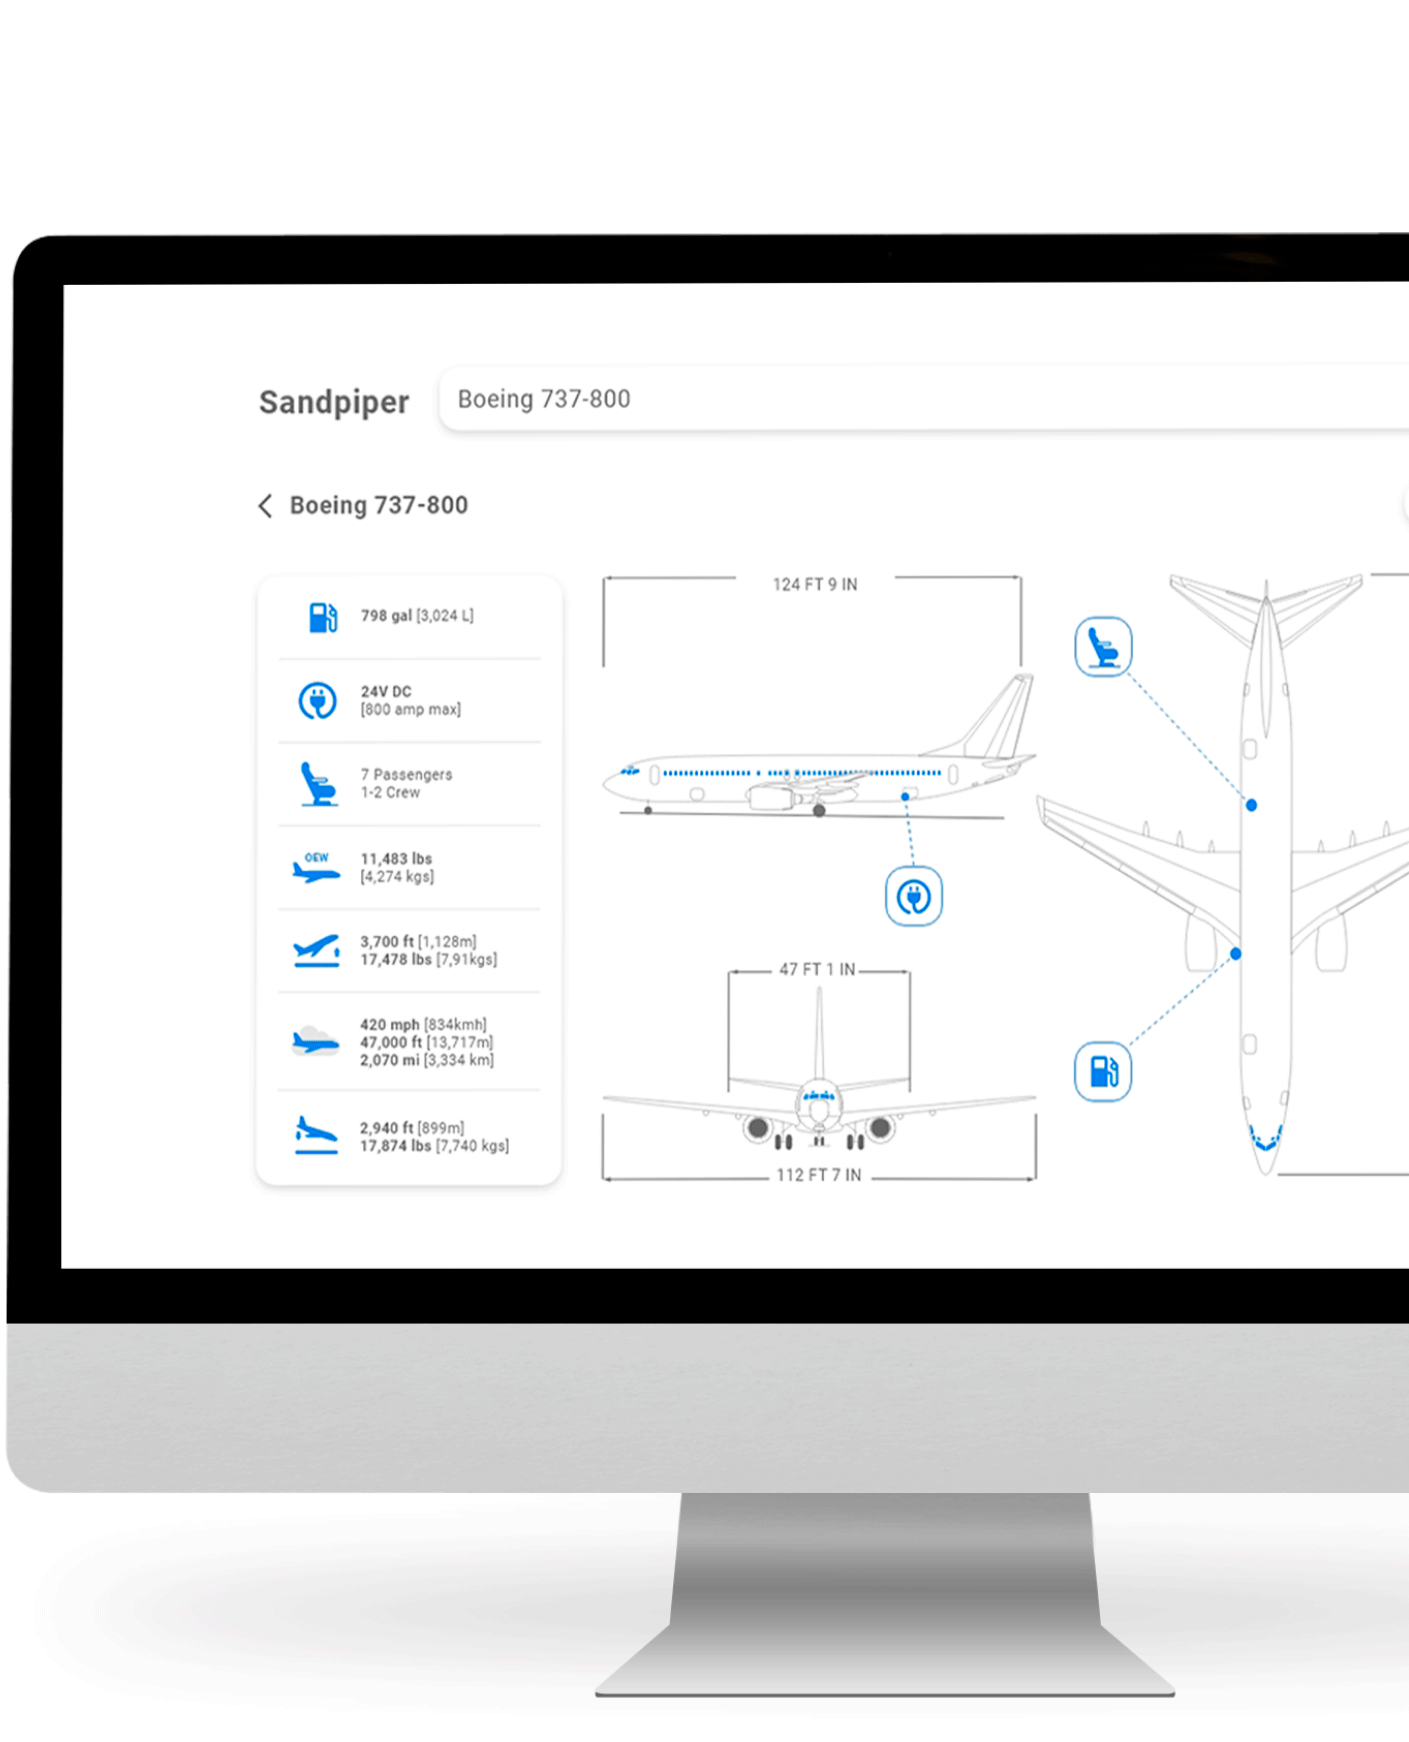 Sandpiper
Boeing 737-800
Boeing 737-800
798 gal [3,024 L]
24V DC
[800 amp max]
7 Passengers
1-2 Crew
OEW
11,483 lbs
[4,274 kgs]
3,700 ft [1,128m]
17,478 lbs [7,91kgs]
420 mph [834kmh]
47,000 ft [13,717m]
2,070 mi [3,334 km]
2,940 ft [899m]
17,874 lbs [7,740 kgs]
124 FT 9 IN
47 FT 1 IN
112 FT 7 IN